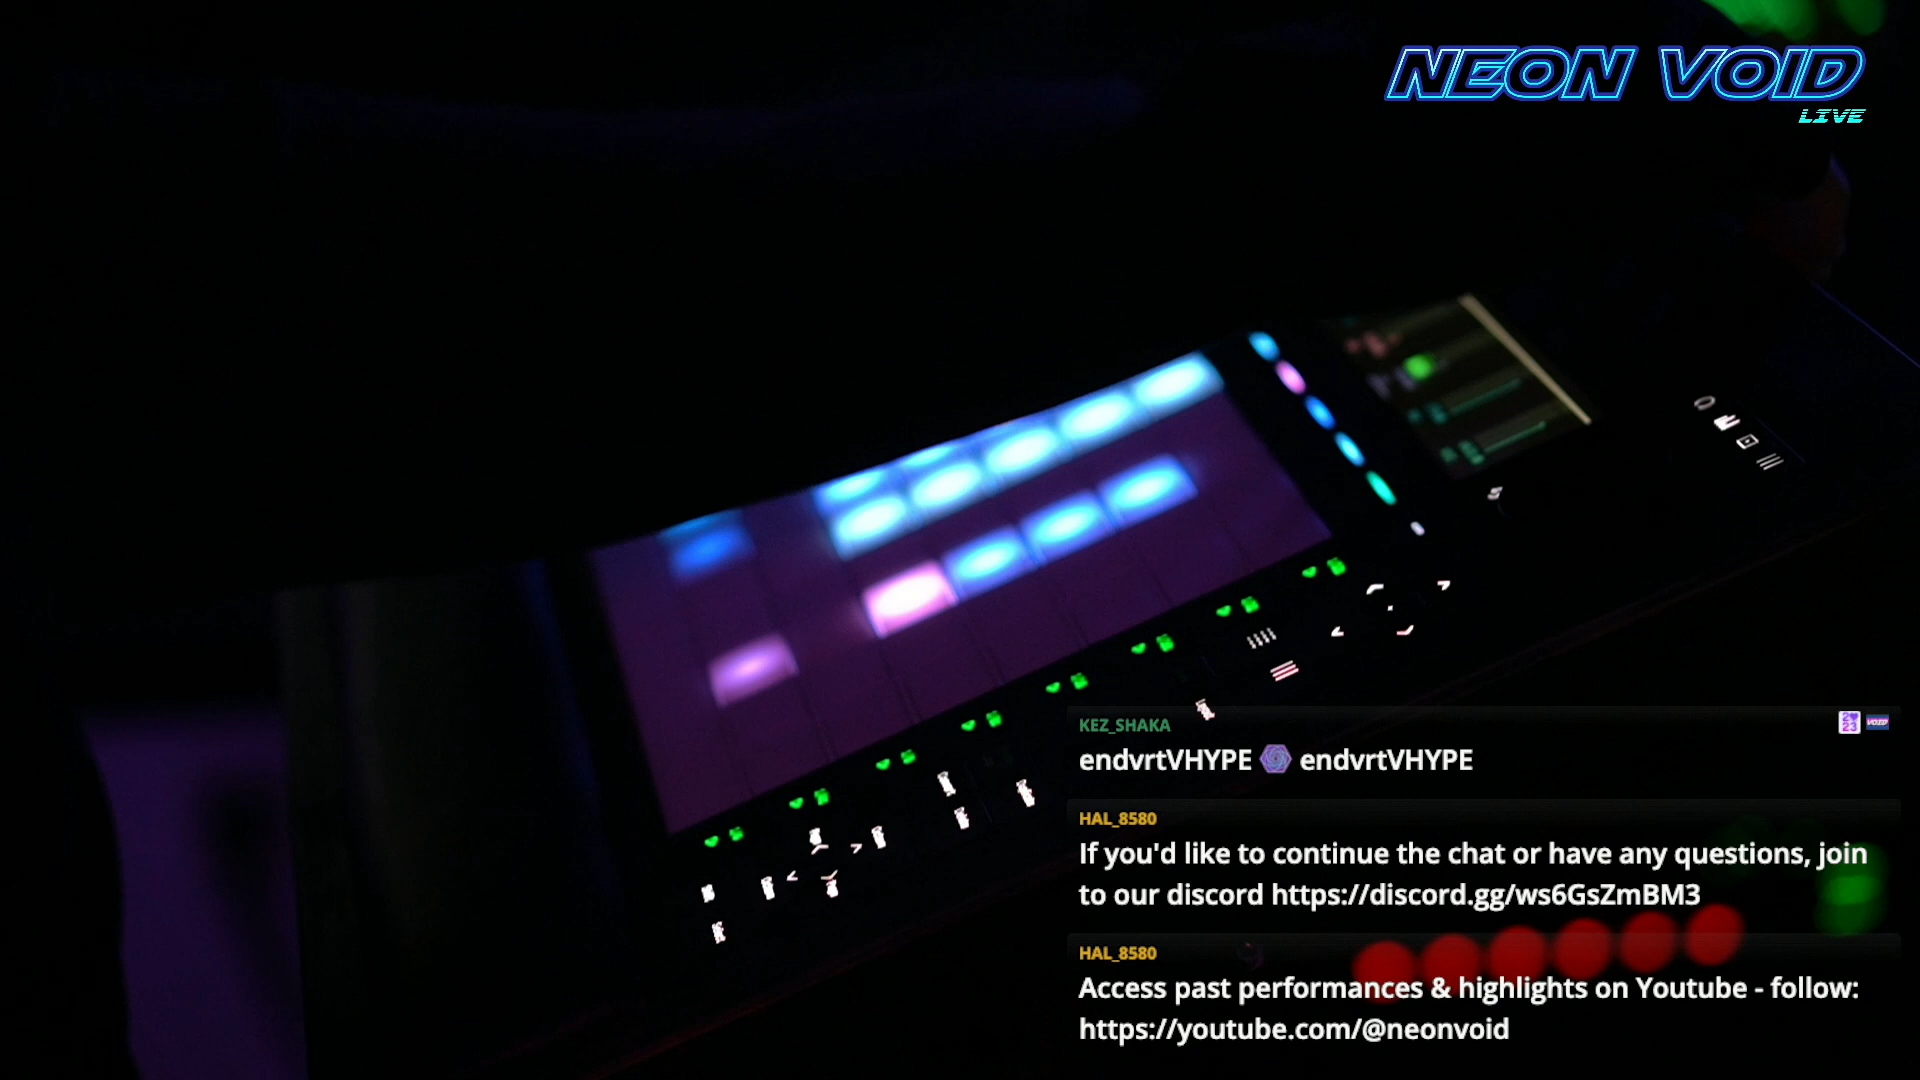 NEON VOID
LIVE
KEZ_SHAKA
endvrtVHYPE endvrtVHYPE
HAL_8580
If you'd like to continue the chat or have any questions, join
to our discord https://discord.gg/ws6GsZmBM3
HAL_8580
Access past performances & highlights on Youtube - follow:
https://youtube.com/@neonvoid